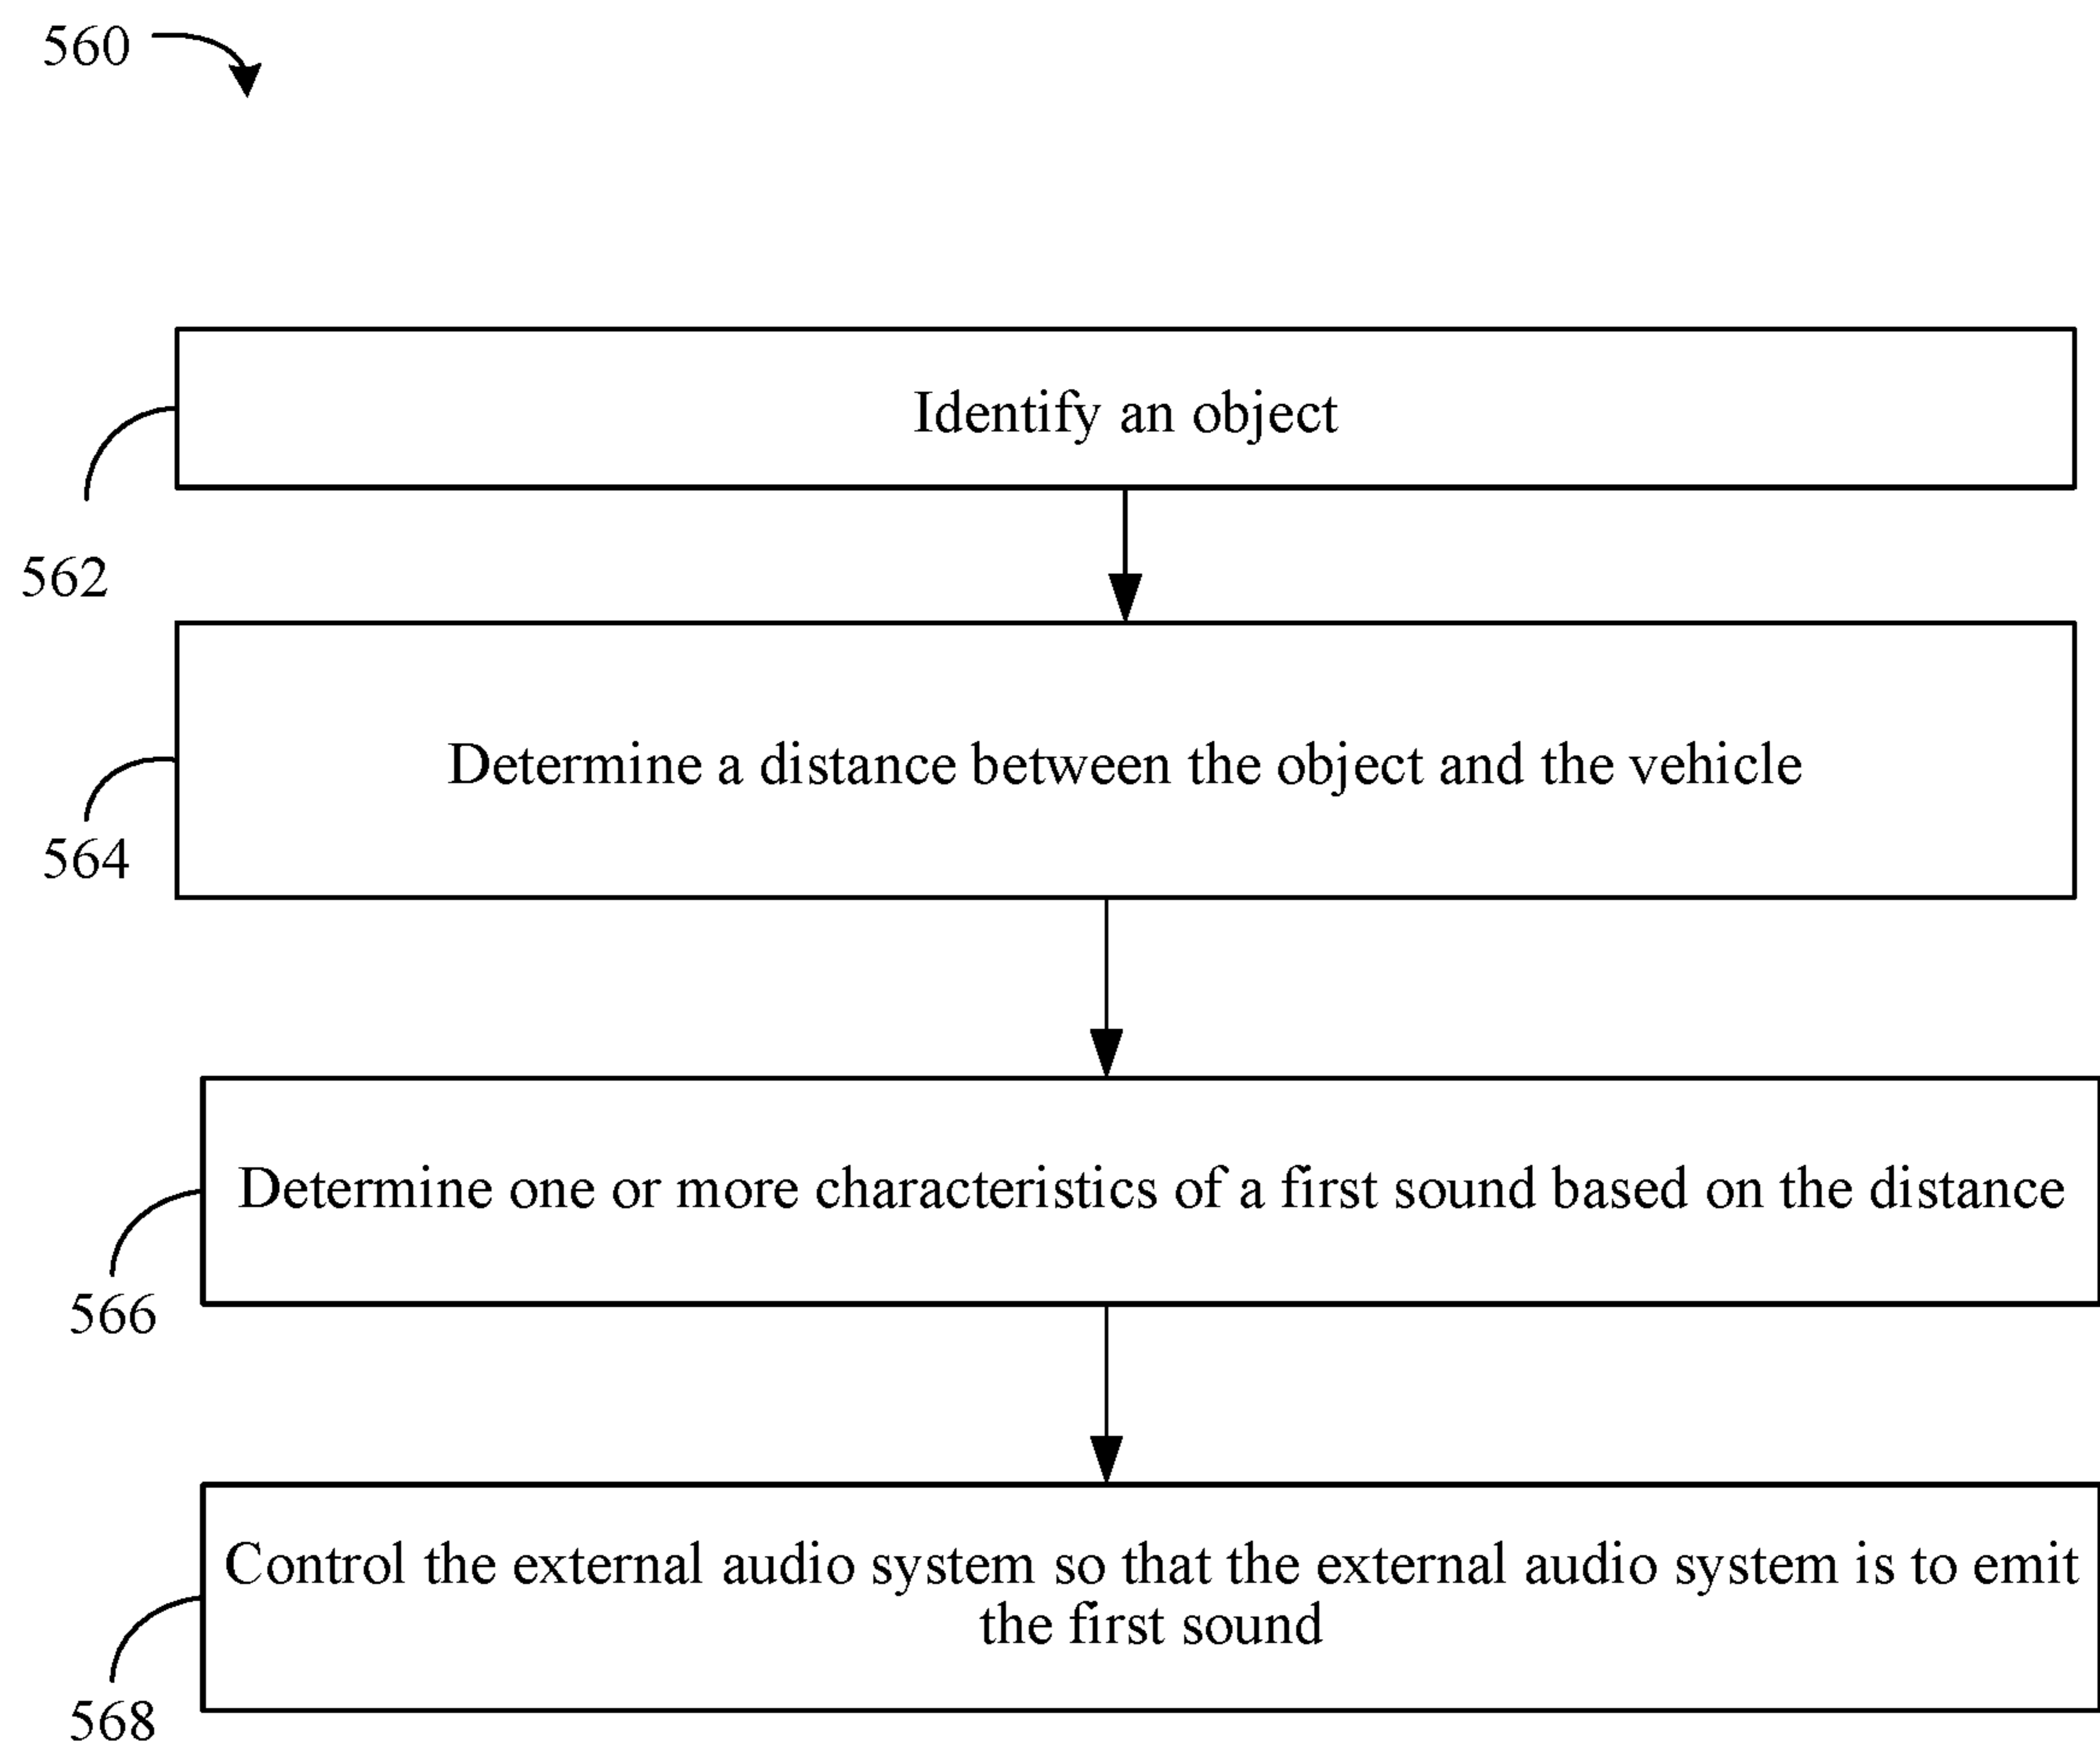 560
Identify an object
562
Determine a distance between the object and the vehicle
564
Determine one or more characteristics of a first sound based on the distance
566
Control the external audio system so that the external audio system is to emit
the first sound
568